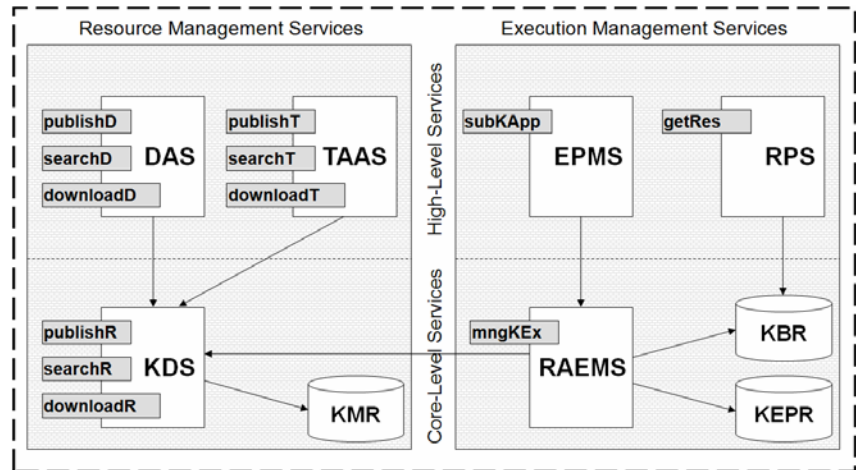 Resource Management Services
Execution Management Services
publishD
searchD
downloadD
DAS
publishT
searchT
downloadT
TAAS
High-Level Services
subKApp
EPMS
getRes
RPS
publishR
searchR
downloadR
KDS
KMR
Core-Level Services
mngKEx
RAEMS
KBR
KEPR